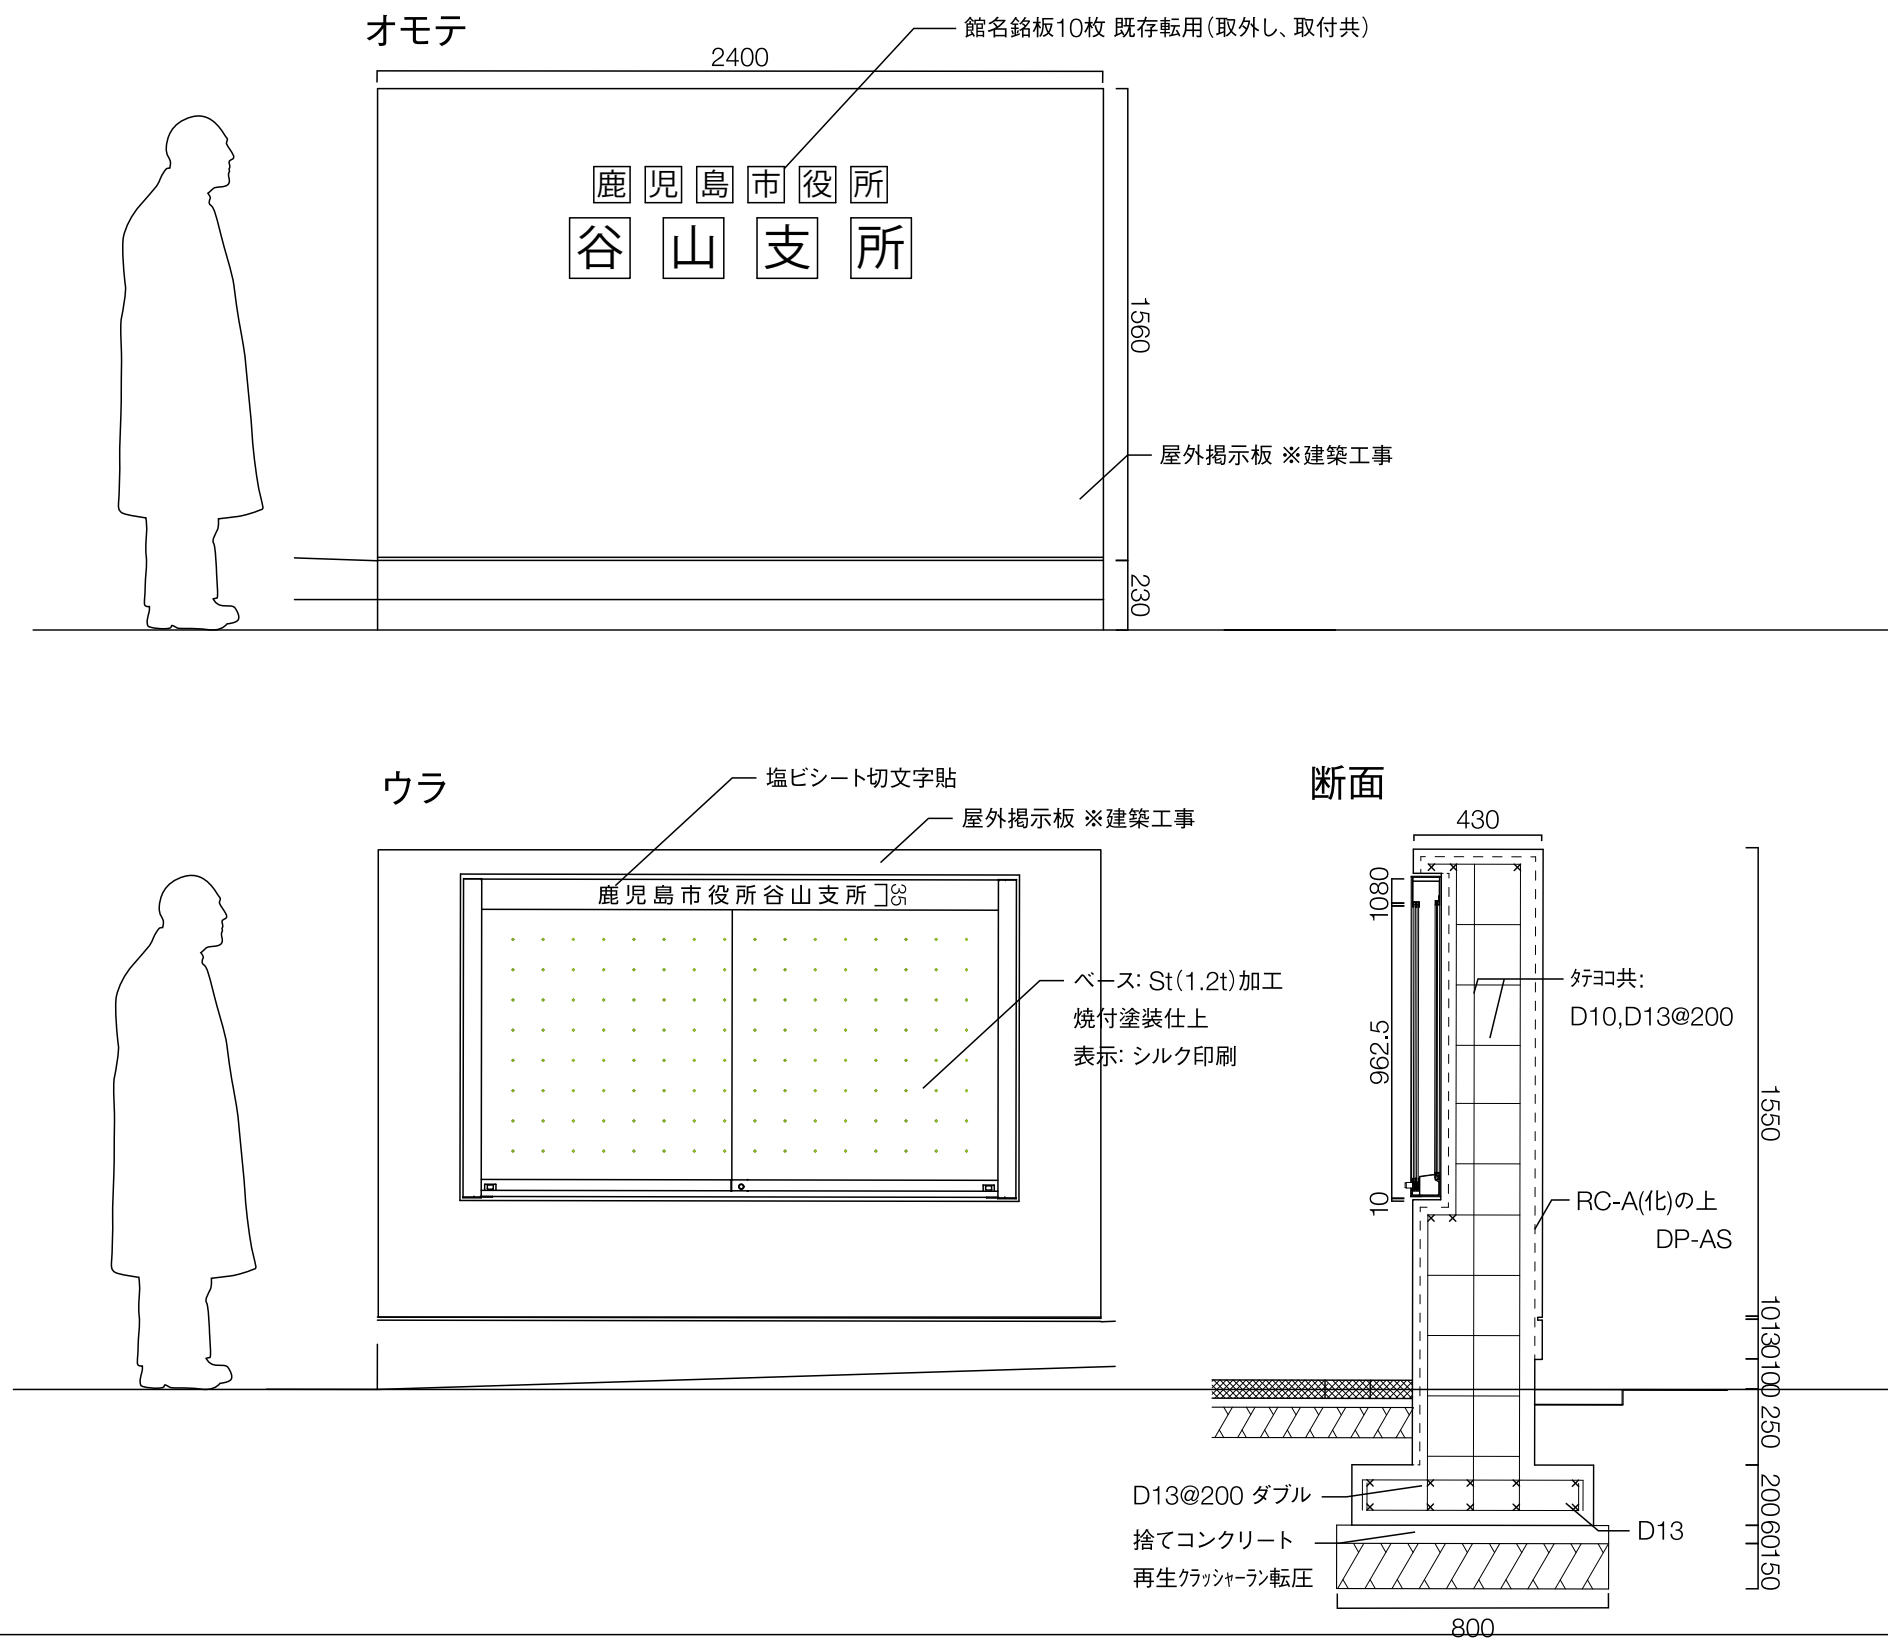 オモテ
館名銘板10枚 既存転用(取外し、取付共)
2400
鹿児島市役所
谷山支所
1560
屋外掲示板 ※建築工事
230
ウラ
塩ビシート切文字貼
屋外掲示板 ※建築工事
鹿児島市役所谷山支所
35
ベース: St(1.2t)加工
焼付塗装仕上
表示: シルク印刷
断面
430
1080
962.5
10
タテヨコ共:
D10,D13@200
1550
RC-A(化)の上
DP-AS
10
130
100
250
200
60
150
D13@200 ダブル
捨てコンクリート
再生クラッシャーラン転圧
D13
800